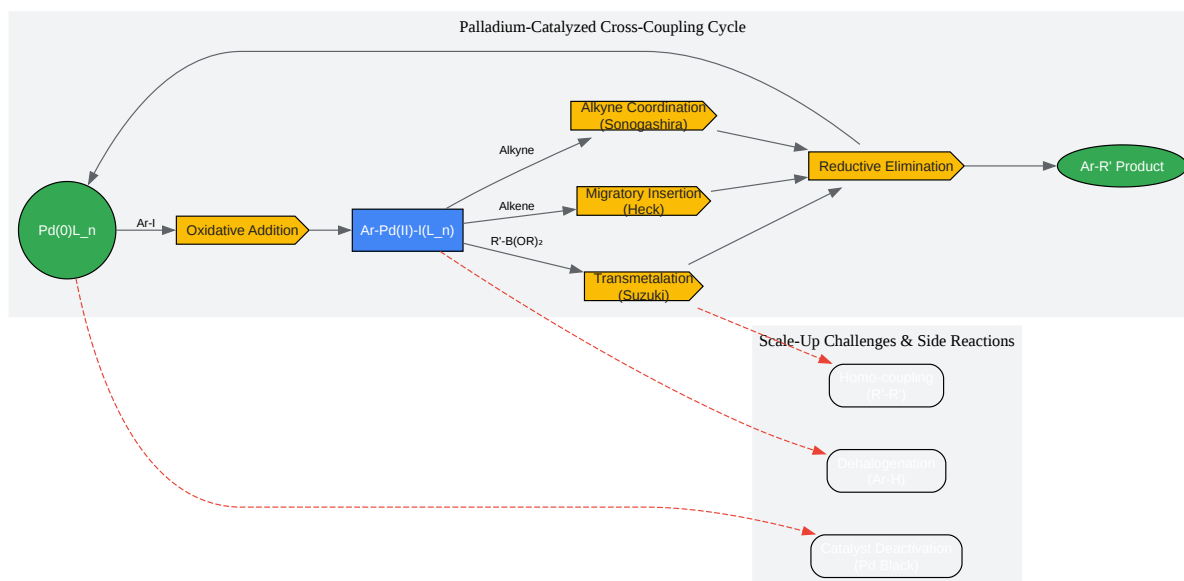 Palladium-Catalyzed Cross-Coupling Cycle
Alkyne Coordination
(Sonogashira)
Alkyne
Reductive Elimination
Ar-R' Product
Migratory Insertion
(Heck)
Alkene
Pd(0)L_n
Ar-I
Oxidative Addition
Ar-Pd(II)-I(L_n)
R'-B(OR)₂
Transmetalation
(Suzuki)
Scale-Up Challenges & Side Reactions
Homo-coupling
(R'-R')
Dehalogenation
(Ar-H)
Catalyst Deactivation
(Pd Black)